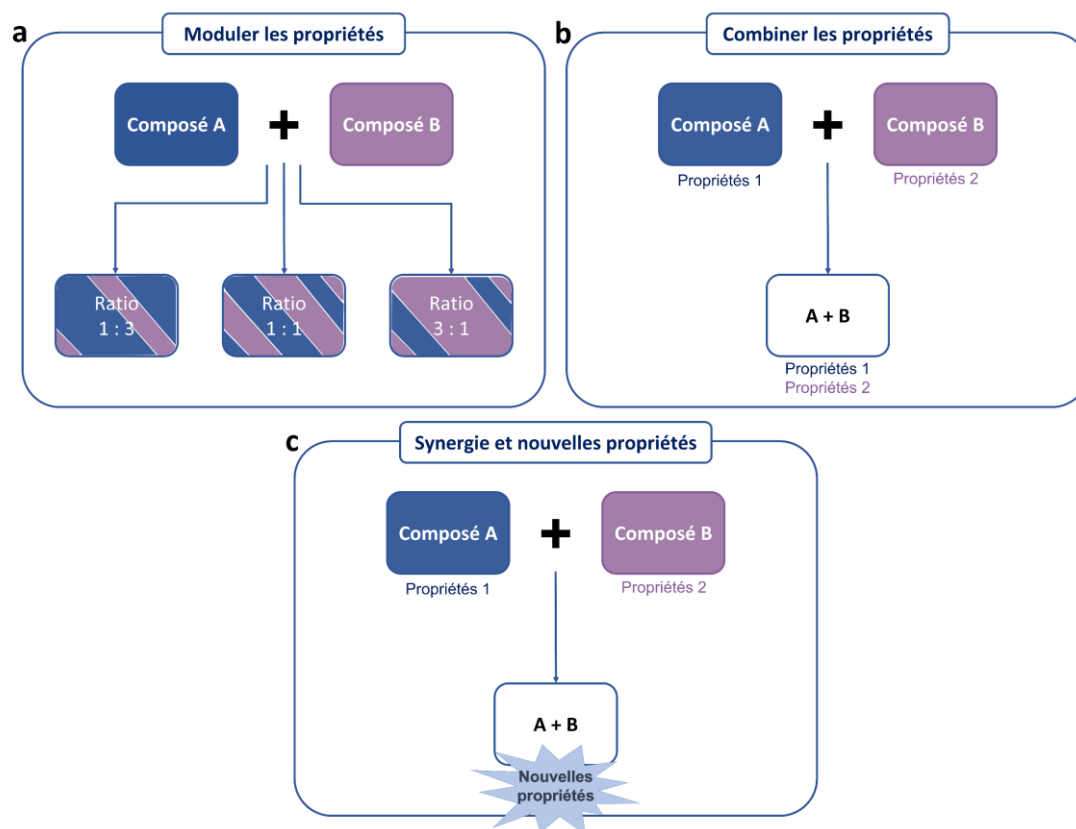 a
Moduler les propriétés
Composé A
+
Composé B
Ratio
1 : 3
Ratio
1 : 1
Ratio
3 : 1
b
Combiner les propriétés
Composé A
+
Composé B
Propriétés 1
Propriétés 2
A + B
Propriétés 1
Propriétés 2
c
Synergie et nouvelles propriétés
Composé A
+
Composé B
Propriétés 1
Propriétés 2
A + B
Nouvelles
propriétés